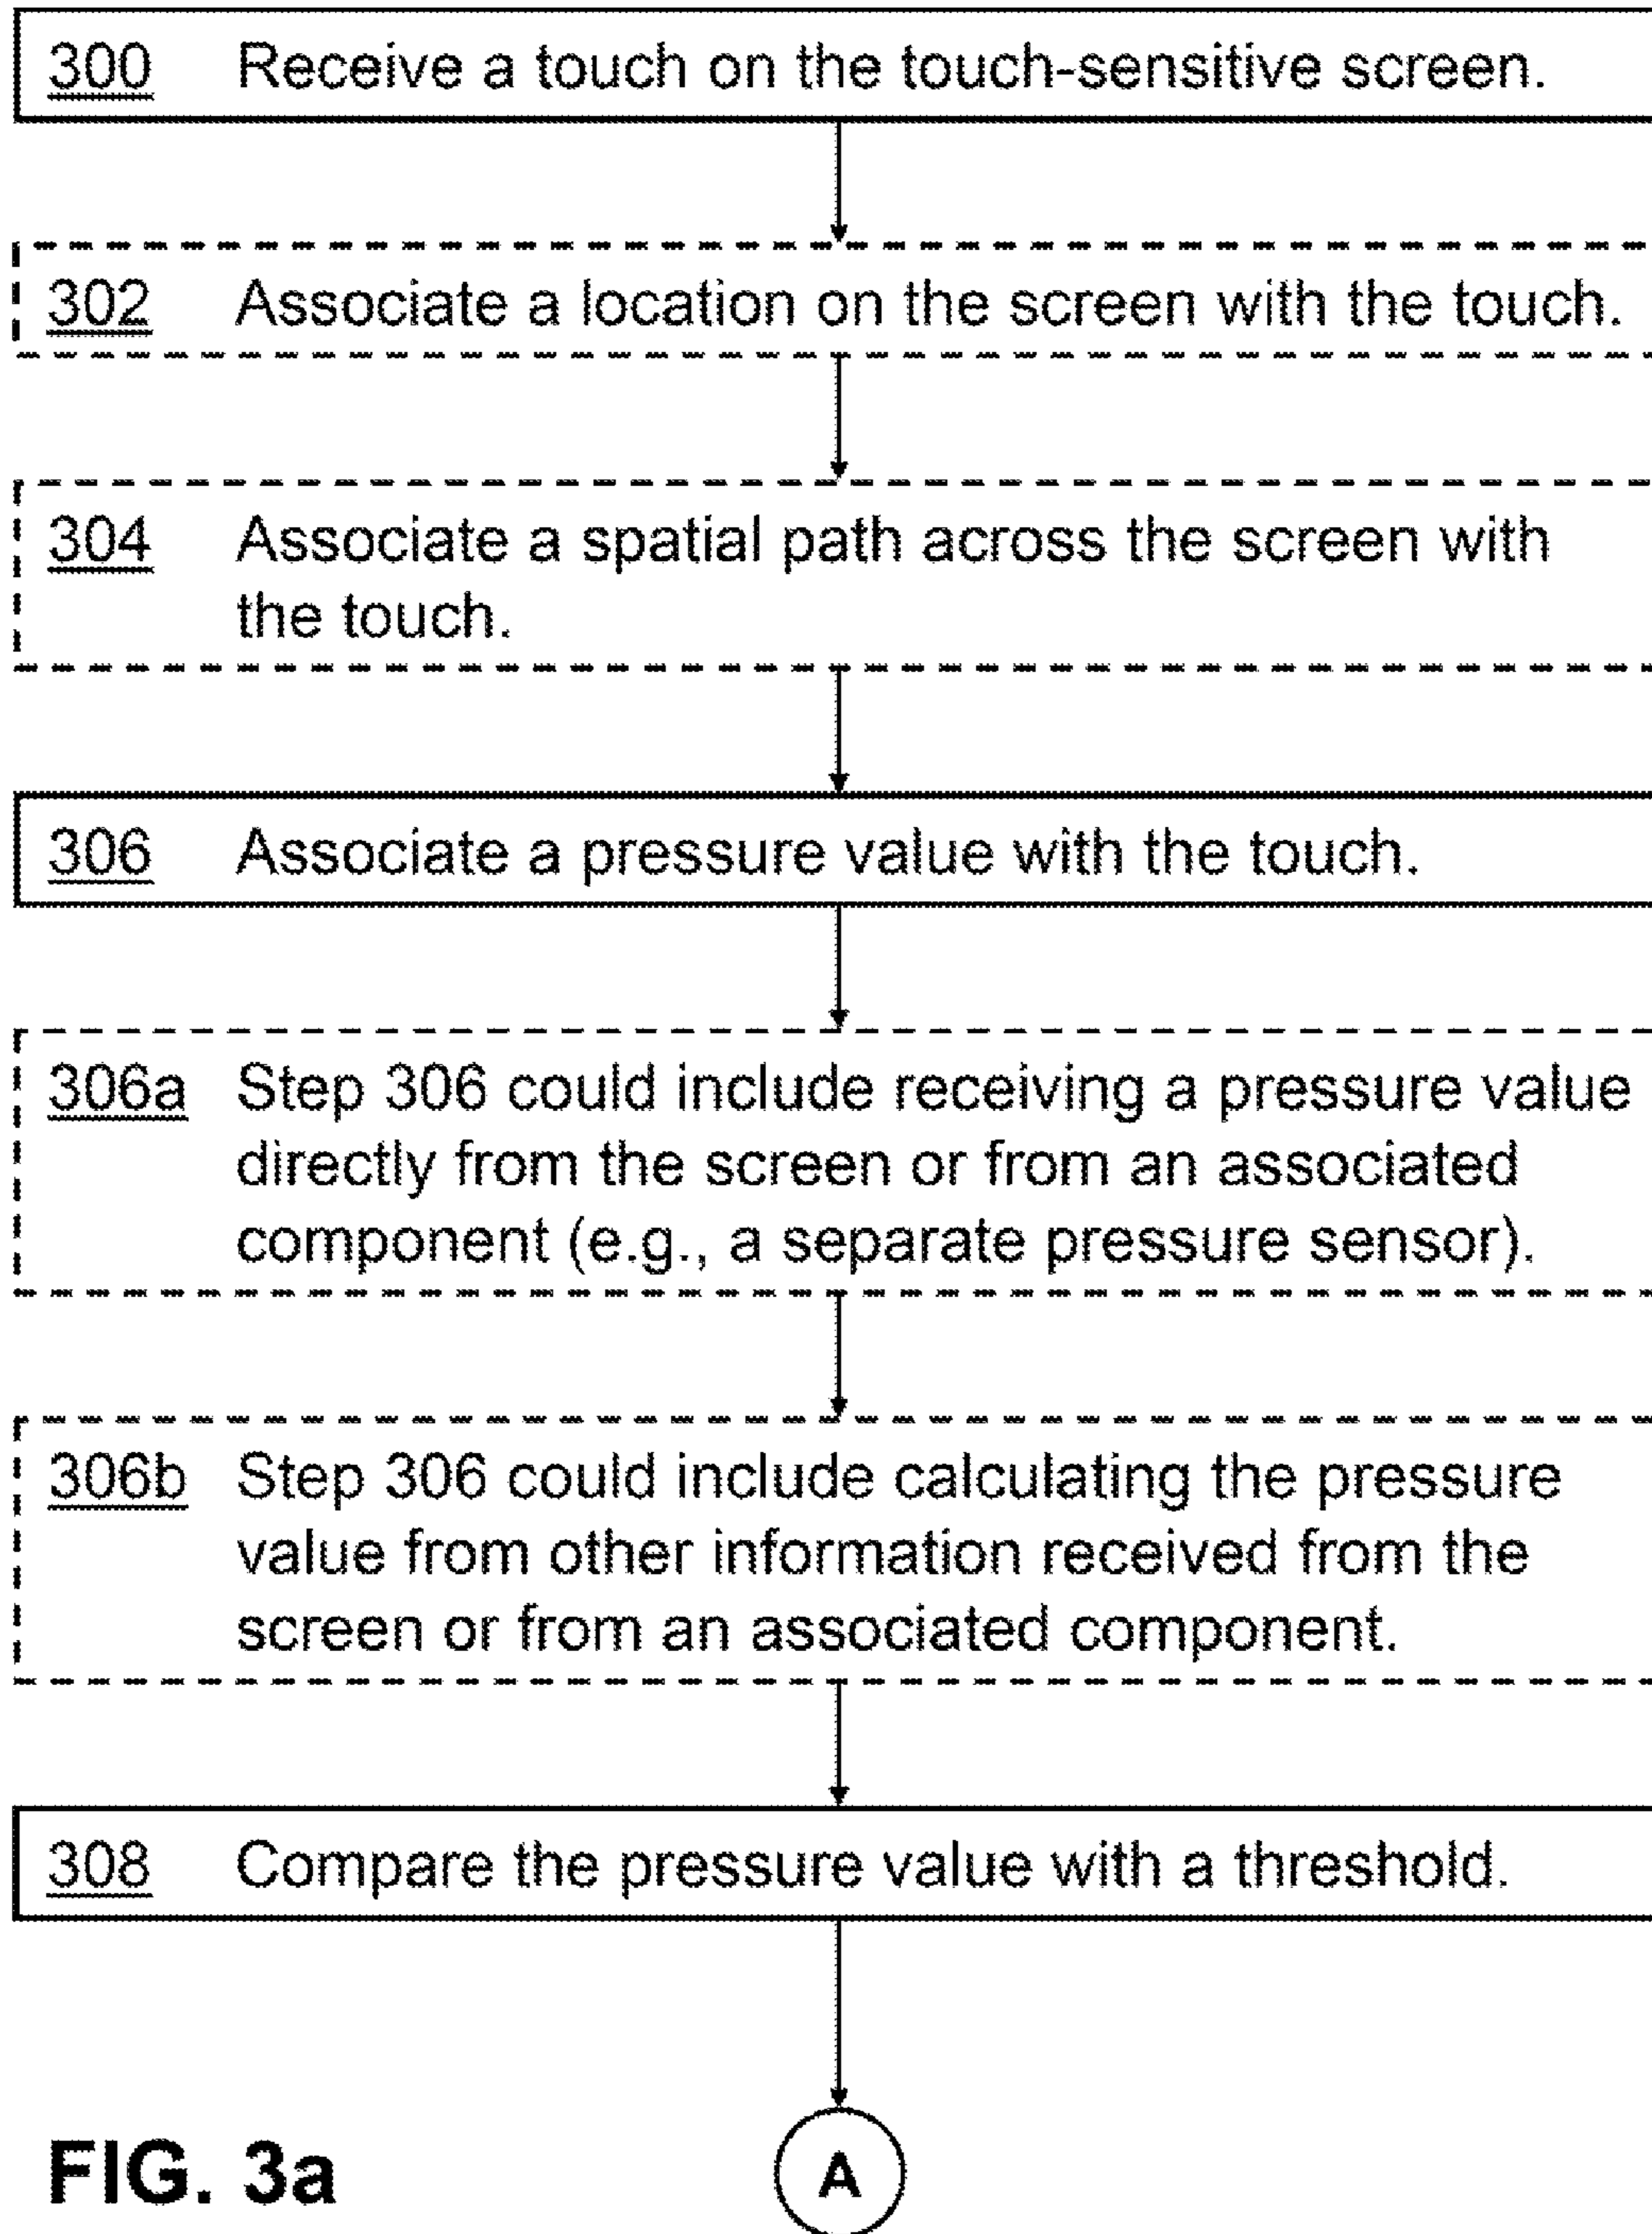 300 Receive a touch on the touch-sensitive screen.
302 Associate a location on the screen with the touch.
304 Associate a spatial path across the screen with
the touch.
306 Associate a pressure value with the touch.
306a Step 306 could include receiving a pressure value
directly from the screen or from an associated
component (e.g., a separate pressure sensor).
306b Step 306 could include calculating the pressure
value from other information received from the
screen or from an associated component.
308 Compare the pressure value with a threshold.
A
FIG. 3a